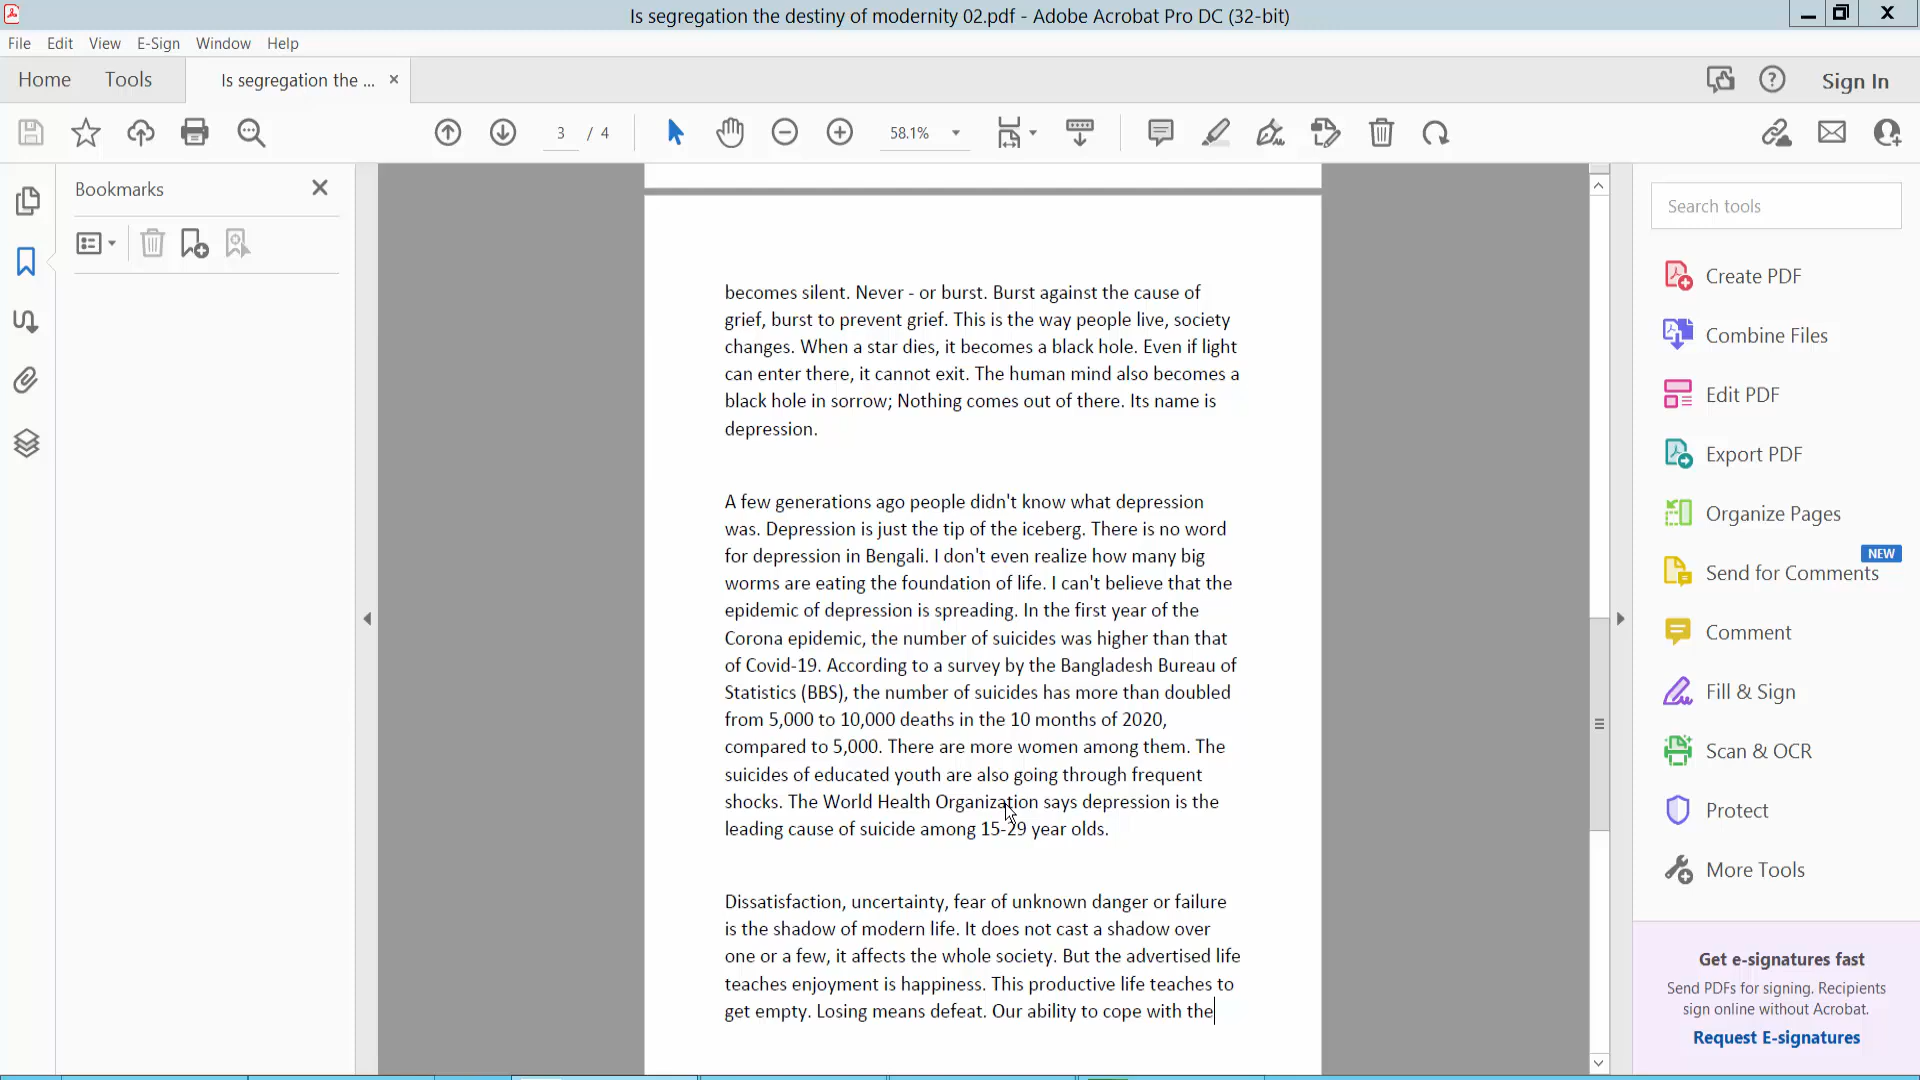 Is segregation the destiny of modernity 02.pdf - Adobe Acrobat Pro DC (32-bit)
File Edit View E-Sign Window Help
Home Tools Is segregation the ... Sign In
3 / 4 58.1%
Bookmarks
becomes silent. Never - or burst. Burst against the cause of
grief, burst to prevent grief. This is the way people live, society
changes. When a star dies, it becomes a black hole. Even if light
can enter there, it cannot exit. The human mind also becomes a
black hole in sorrow; Nothing comes out of there. Its name is
depression.
A few generations ago people didn't know what depression
was. Depression is just the tip of the iceberg. There is no word
for depression in Bengali. I don't even realize how many big
worms are eating the foundation of life. I can't believe that the
epidemic of depression is spreading. In the first year of the
Corona epidemic, the number of suicides was higher than that
of Covid-19. According to a survey by the Bangladesh Bureau of
Statistics (BBS), the number of suicides has more than doubled
from 5,000 to 10,000 deaths in the 10 months of 2020,
compared to 5,000. There are more women among them. The
suicides of educated youth are also going through frequent
shocks. The World Health Organization says depression is the
leading cause of suicide among 15-29 year olds.
Dissatisfaction, uncertainty, fear of unknown danger or failure
is the shadow of modern life. It does not cast a shadow over
one or a few, it affects the whole society. But the advertised life
teaches enjoyment is happiness. This productive life teaches to
get empty. Losing means defeat. Our ability to cope with the
Search tools
Create PDF
Combine Files
Edit PDF
Export PDF
Organize Pages
NEW
Send for Comments
Comment
Fill & Sign
Scan & OCR
Protect
More Tools
Get e-signatures fast
Send PDFs for signing. Recipients
sign online without Acrobat.
Request E-signatures